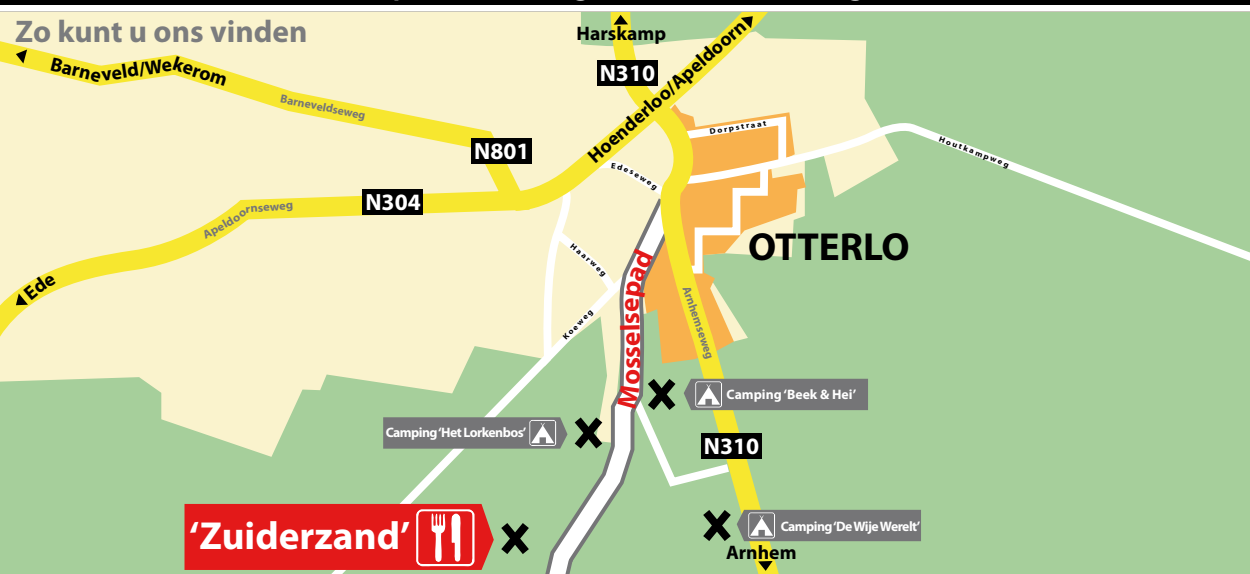 Zo kunt u ons vinden
Harskamp
N310
Barneveld/Wekerom
Barneveldseweg
Hoenderloo/Apeldoorn
N801
Dorpstraat
Houtkampweg
Edeseweg
N304
Apeldoornseweg
OTTERLO
Haarweg
Ede
Mosselsepad
Koeweg
Arnhemseweg
Camping 'Beek & Hei'
Camping 'Het Lorkenbos'
N310
'Zuiderzand'
Camping 'De Wije Werelt'
Arnhem